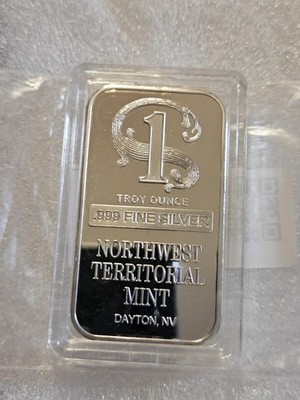 1
TROY OUNCE
.999 FINE SILVER
NORTHWEST
TERRITORIAL
MINT
DAYTON, NV